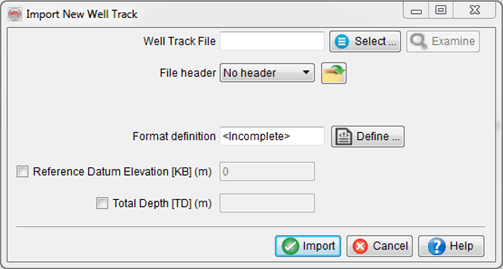 Import New Well Track
Well Track File Select ... Examine
File header No header
Format definition <Incomplete> Define ...
Reference Datum Elevation [KB] (m) 0
Total Depth [TD] (m)
Import Cancel Help